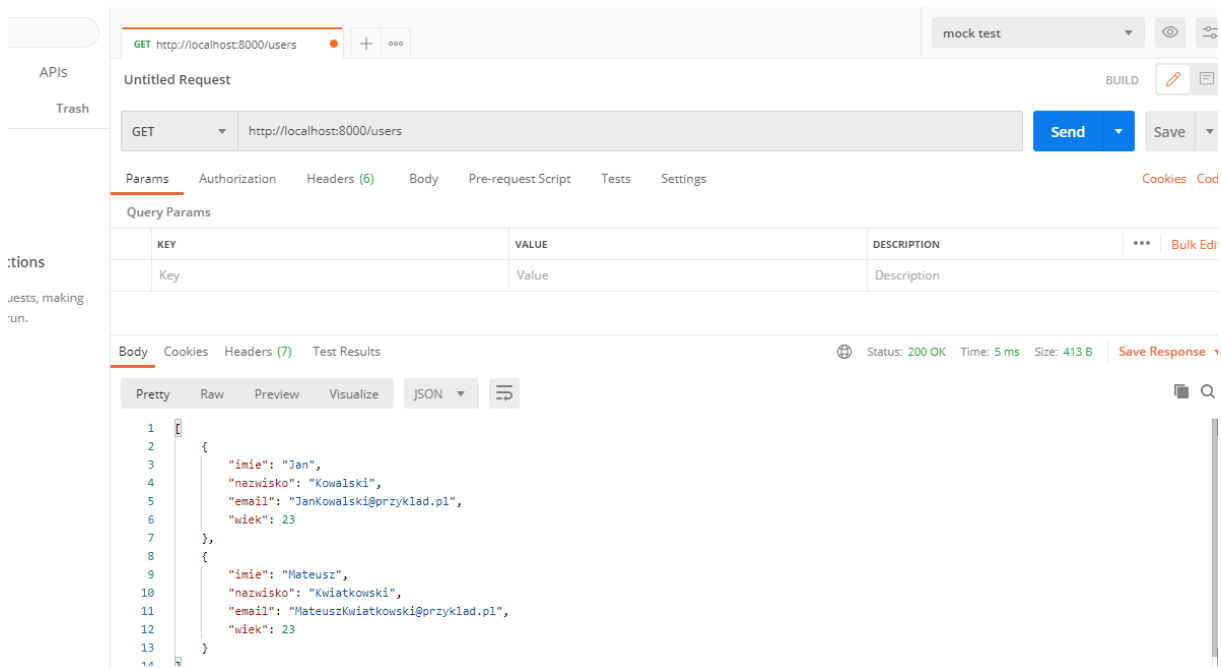 GET http://localhost:8000/users
mock test
APIs
Untitled Request
BUILD
Trash
GET http://localhost:8000/users Send Save
Params Authorization Headers (6) Body Pre-request Script Tests Settings Cookies Cod
Query Params
KEY VALUE DESCRIPTION Bulk Edi
ctions
Key Value Description
uests, making
run.
Body Cookies Headers (7) Test Results Status: 200 OK Time: 5 ms Size: 413 B Save Response
Pretty Raw Preview Visualize JSON
1 [
2 {
3 "imie": "Jan",
4 "nazwisko": "Kowalski",
5 "email": "JanKowalski@przyklad.pl",
6 "wiek": 23
7 },
8 {
9 "imie": "Mateusz",
10 "nazwisko": "Kwiatkowski",
11 "email": "MateuszKwiatkowski@przyklad.pl",
12 "wiek": 23
13 }
14 ]